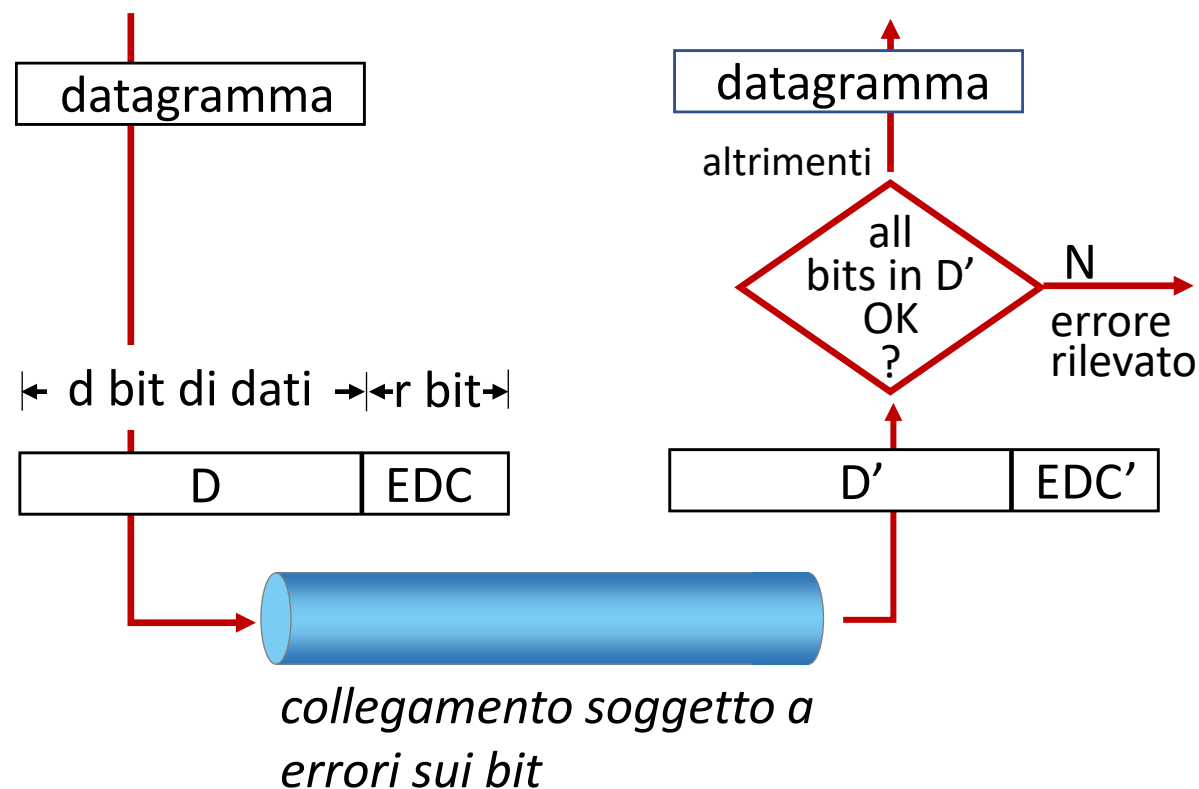 datagramma
d bit di dati
r bit
D
EDC
collegamento soggetto a
errori sui bit
datagramma
altrimenti
all
bits in D’
OK
?
N
errore
rilevato
D’
EDC’